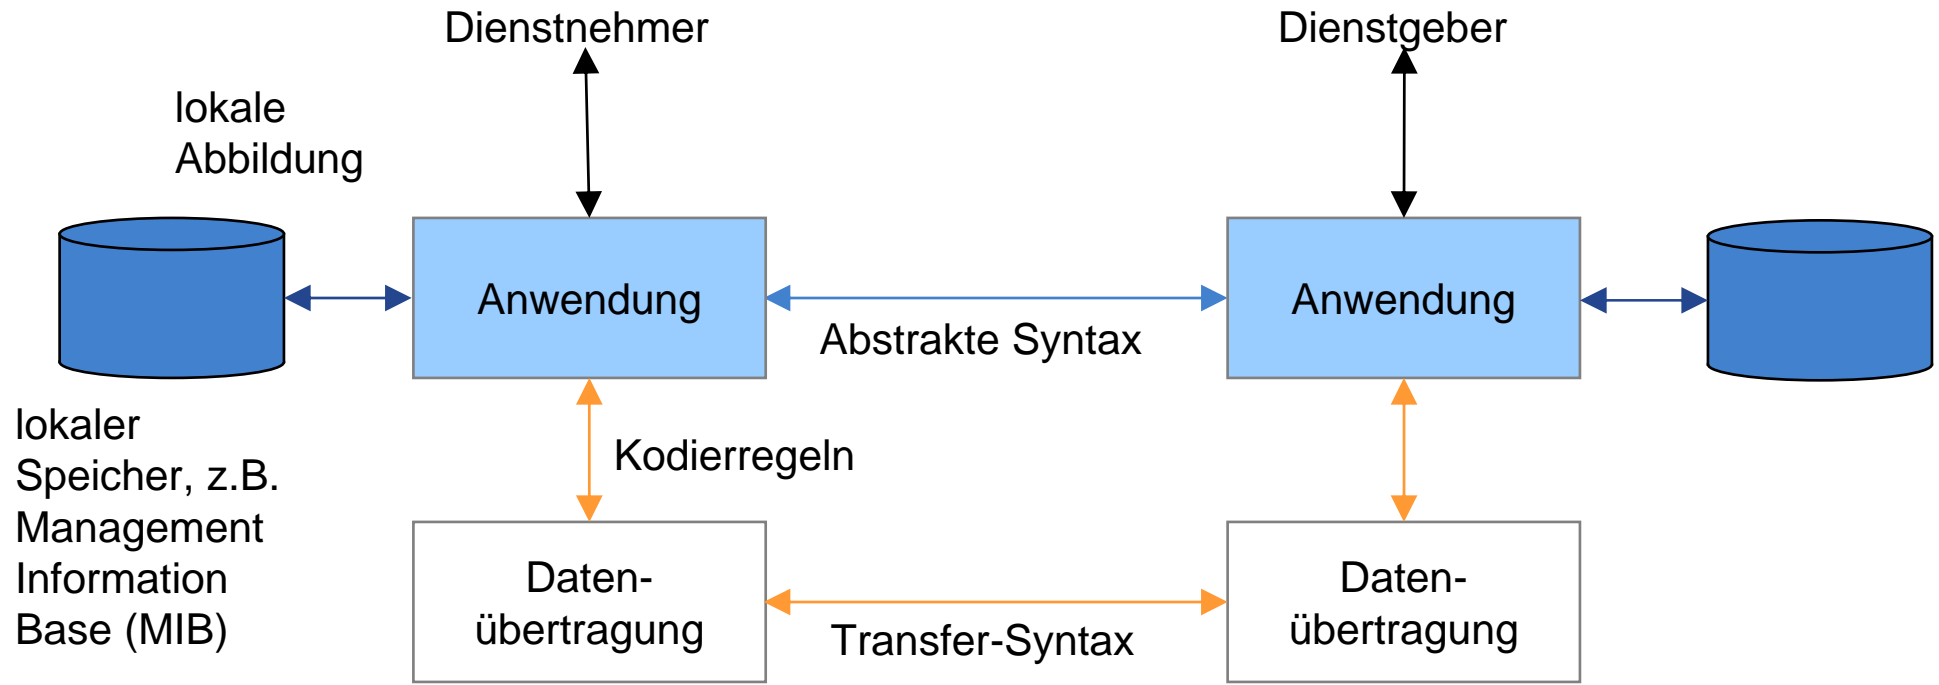 Dienstnehmer
Dienstgeber
lokale
Abbildung
Anwendung
Anwendung
Abstrakte Syntax
lokaler
Speicher, z.B.
Management
Information
Base (MIB)
Kodierregeln
Daten-
übertragung
Daten-
übertragung
Transfer-Syntax